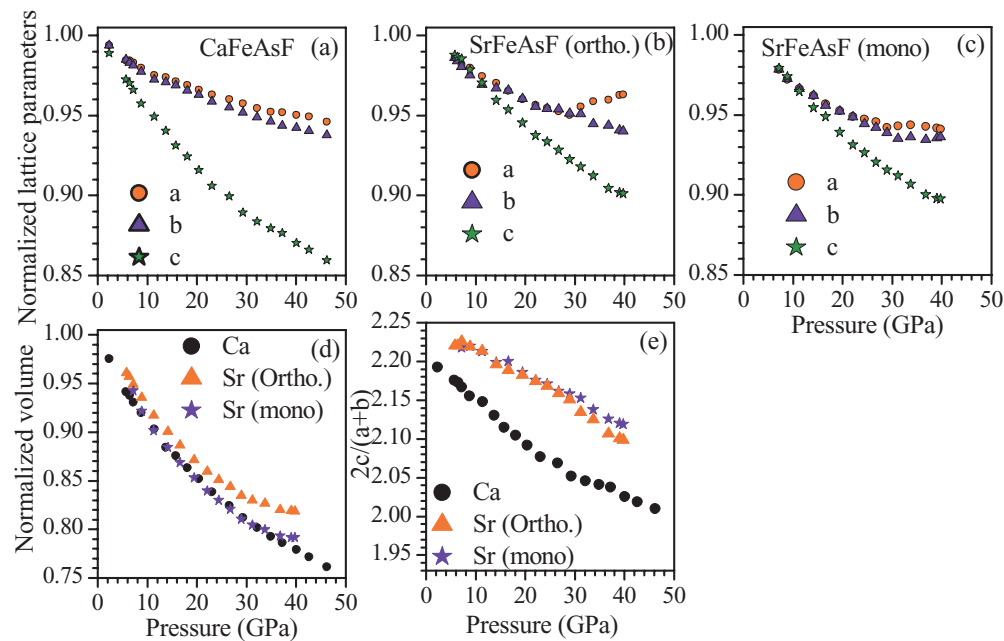 Normalized lattice parameters
1.00
0.95
0.90
0.85
CaFeAsF
(a)
a
b
c
0 10 20 30 40 50
1.00
0.95
0.90
0.85
SrFeAsF (ortho.)
(b)
a
b
c
0 10 20 30 40 50
1.00
0.95
0.90
0.85
SrFeAsF (mono)
(c)
a
b
c
0 10 20 30 40 50
Pressure (GPa)
Normalized volume
1.00
0.95
0.90
0.85
0.80
0.75
(d)
Ca
Sr (Ortho.)
Sr (mono)
0 10 20 30 40 50
Pressure (GPa)
2c/(a+b)
2.25
2.20
2.15
2.10
2.05
2.00
1.95
(e)
Ca
Sr (Ortho.)
Sr (mono)
0 10 20 30 40 50
Pressure (GPa)